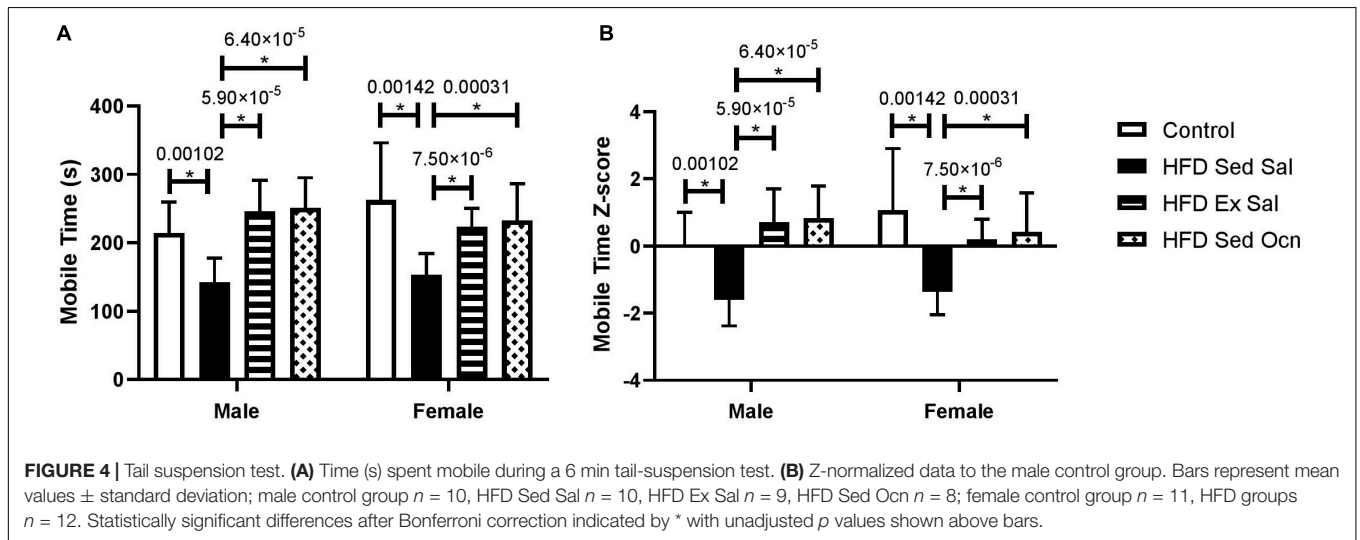 A
6.40×10-5
*
5.90×10-5
*
0.00102
*
0.00142
*
0.00031
*
7.50×10-6
*
Mobile Time (s)
400
300
200
100
0
Male
Female
B
6.40×10-5
*
5.90×10-5
*
0.00102
*
0.00142
*
0.00031
*
7.50×10-6
*
Mobile Time Z-score
4
2
0
-2
-4
Male
Female
Control
HFD Sed Sal
HFD Ex Sal
HFD Sed Ocn
FIGURE 4 | Tail suspension test. (A) Time (s) spent mobile during a 6 min tail-suspension test. (B) Z-normalized data to the male control group. Bars represent mean
values ± standard deviation; male control group n = 10, HFD Sed Sal n = 10, HFD Ex Sal n = 9, HFD Sed Ocn n = 8; female control group n = 11, HFD groups
n = 12. Statistically significant differences after Bonferroni correction indicated by * with unadjusted p values shown above bars.